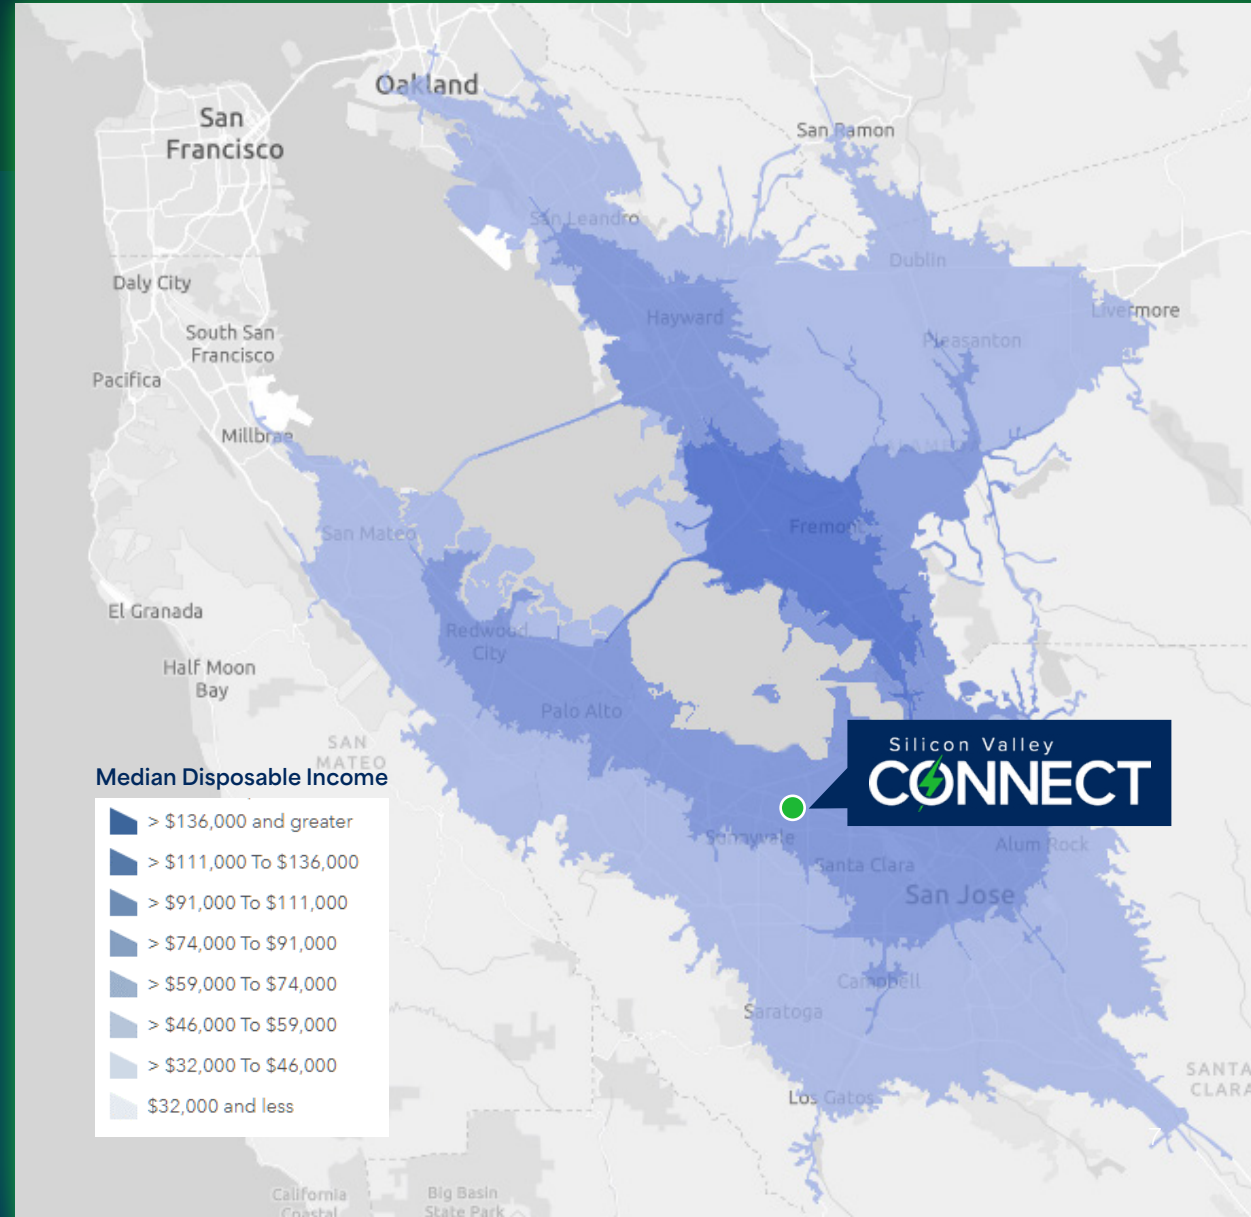 Oakland
San
Francisco
San Ramon
San Leandro
Dublin
Daly City
Hayward
Livermore
South San
Francisco
Pleasanton
Pacifica
Millbrae
ALAMEDA
San Mateo
Fremont
El Granada
Redwood
City
Half Moon
Bay
Palo Alto
SAN
MATEO
Silicon Valley
CONNECT
Median Disposable Income
> $136,000 and greater
> $111,000 To $136,000
> $91,000 To $111,000
> $74,000 To $91,000
> $59,000 To $74,000
> $46,000 To $59,000
> $32,000 To $46,000
$32,000 and less
Sunnyvale
Alum Rock
Santa Clara
San Jose
Campbell
Saratoga
SANTA
CLARA
Los Gatos
7
California
Coastal
Big Basin
State Park